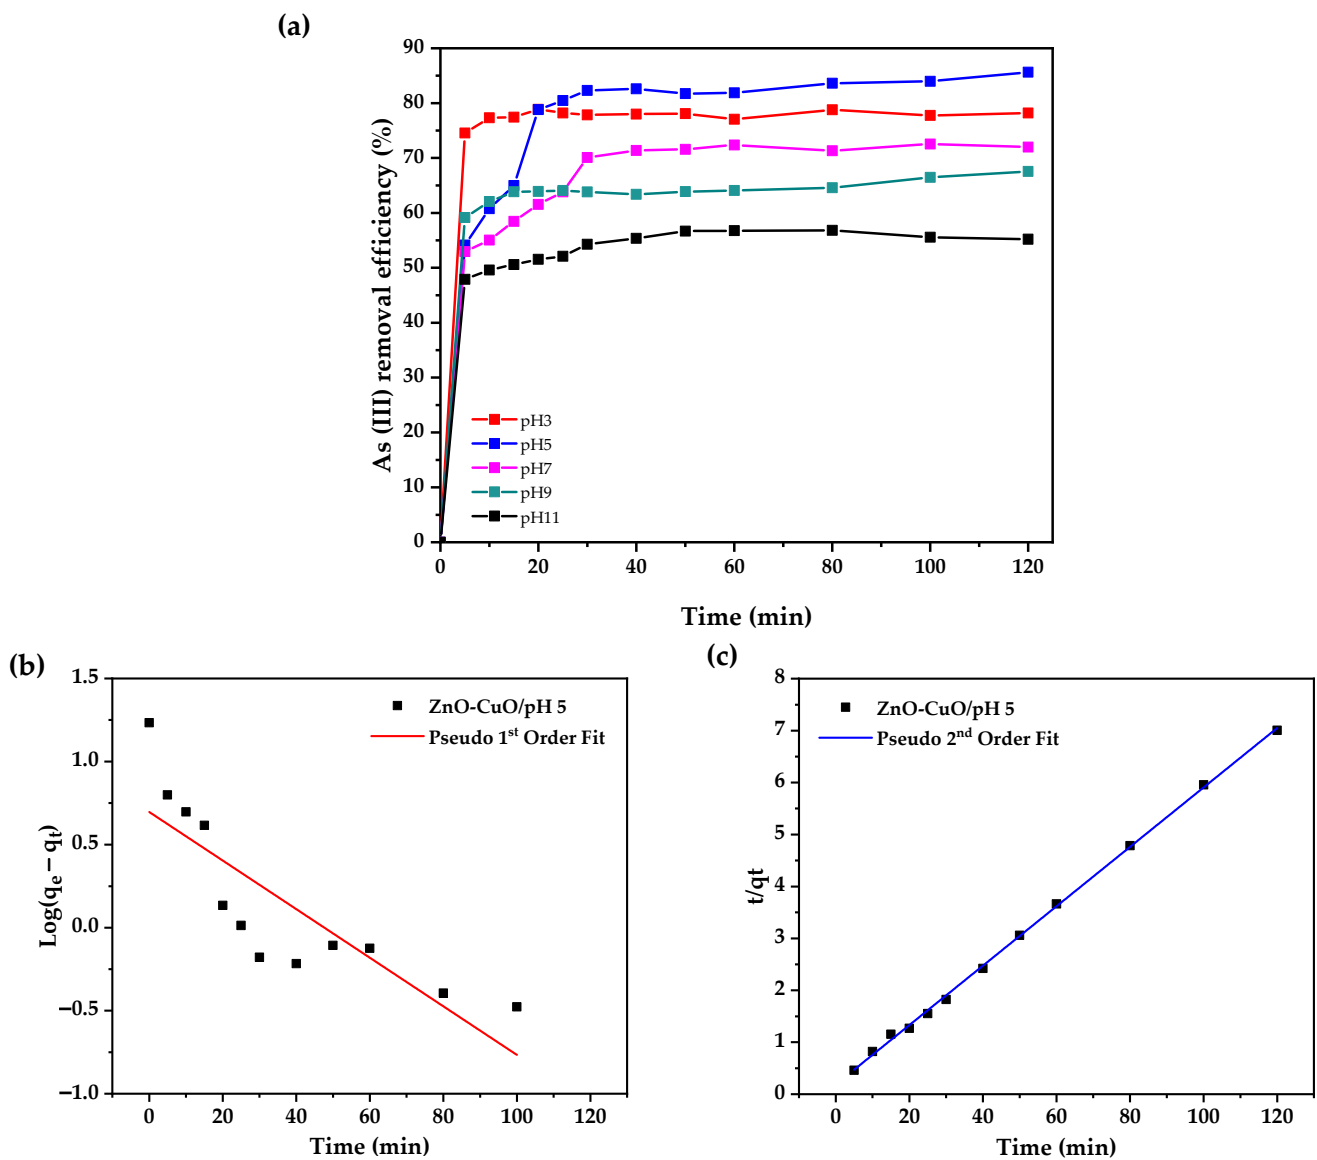 (a)
As (III) removal efficiency (%)
90
80
70
60
50
40
30
20
10
0
pH3
pH5
pH7
pH9
pH11
0 20 40 60 80 100 120
Time (min)
(b)
Log(qe − qt)
1.5
1.0
0.5
0.0
−0.5
−1.0
ZnO-CuO/pH 5
Pseudo 1st Order Fit
0 20 40 60 80 100 120
Time (min)
(c)
t/qt
8
7
6
5
4
3
2
1
0
ZnO-CuO/pH 5
Pseudo 2nd Order Fit
0 20 40 60 80 100 120
Time (min)